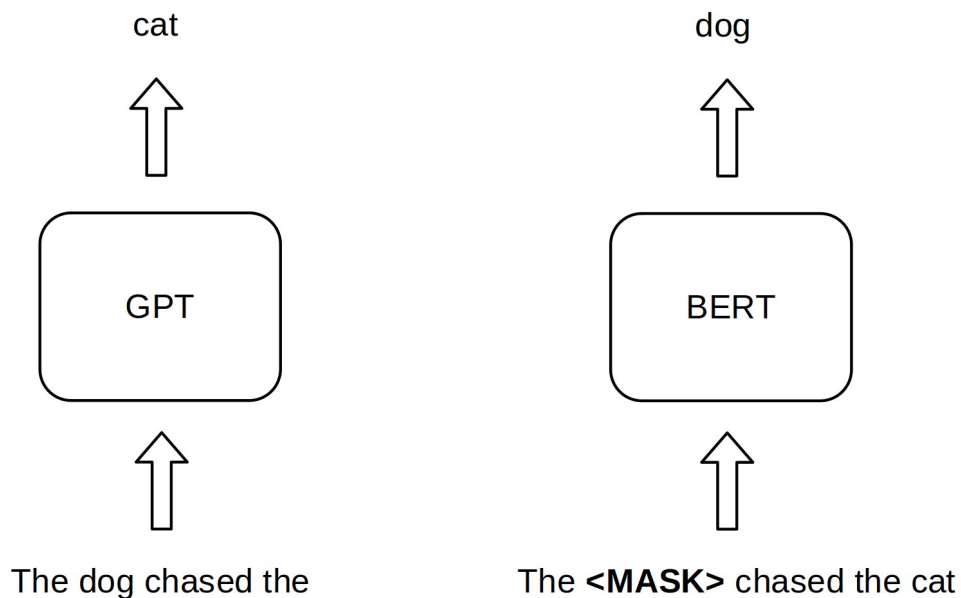 cat
dog
GPT
BERT
The dog chased the
The <MASK> chased the cat